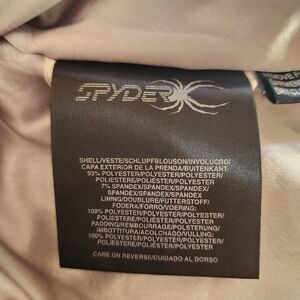 SPYDER
SHELL/VESTE/SCHLUPFBLOUSON/INVOLUCRO/
CAPA EXTERIOR DE LA PRENDA/BUITENKANT:
93% POLYESTER/POLYESTER/POLYESTER/
POLIESTERE/POLIÉSTER/POLYESTER
7% SPANDEX/SPANDEX/SPANDEX/
SPANDEX/SPANDEX/SPANDEX
LINING/DOUBLURE/FUTTERSTOFF/
FODERA/FORRO/VOERING:
100% POLYESTER/POLYESTER/POLYESTER/
POLIESTERE/POLIÉSTER/POLYESTER
PADDING/REMBOURRAGE/POLSTERUNG/
IMBOTTITURA/ACOLCHADO/VULLING:
100% POLYESTER/POLYESTER/POLYESTER/
POLIESTERE/POLIÉSTER/POLYESTER
CARE ON REVERSE/CUIDADO AL DORSO